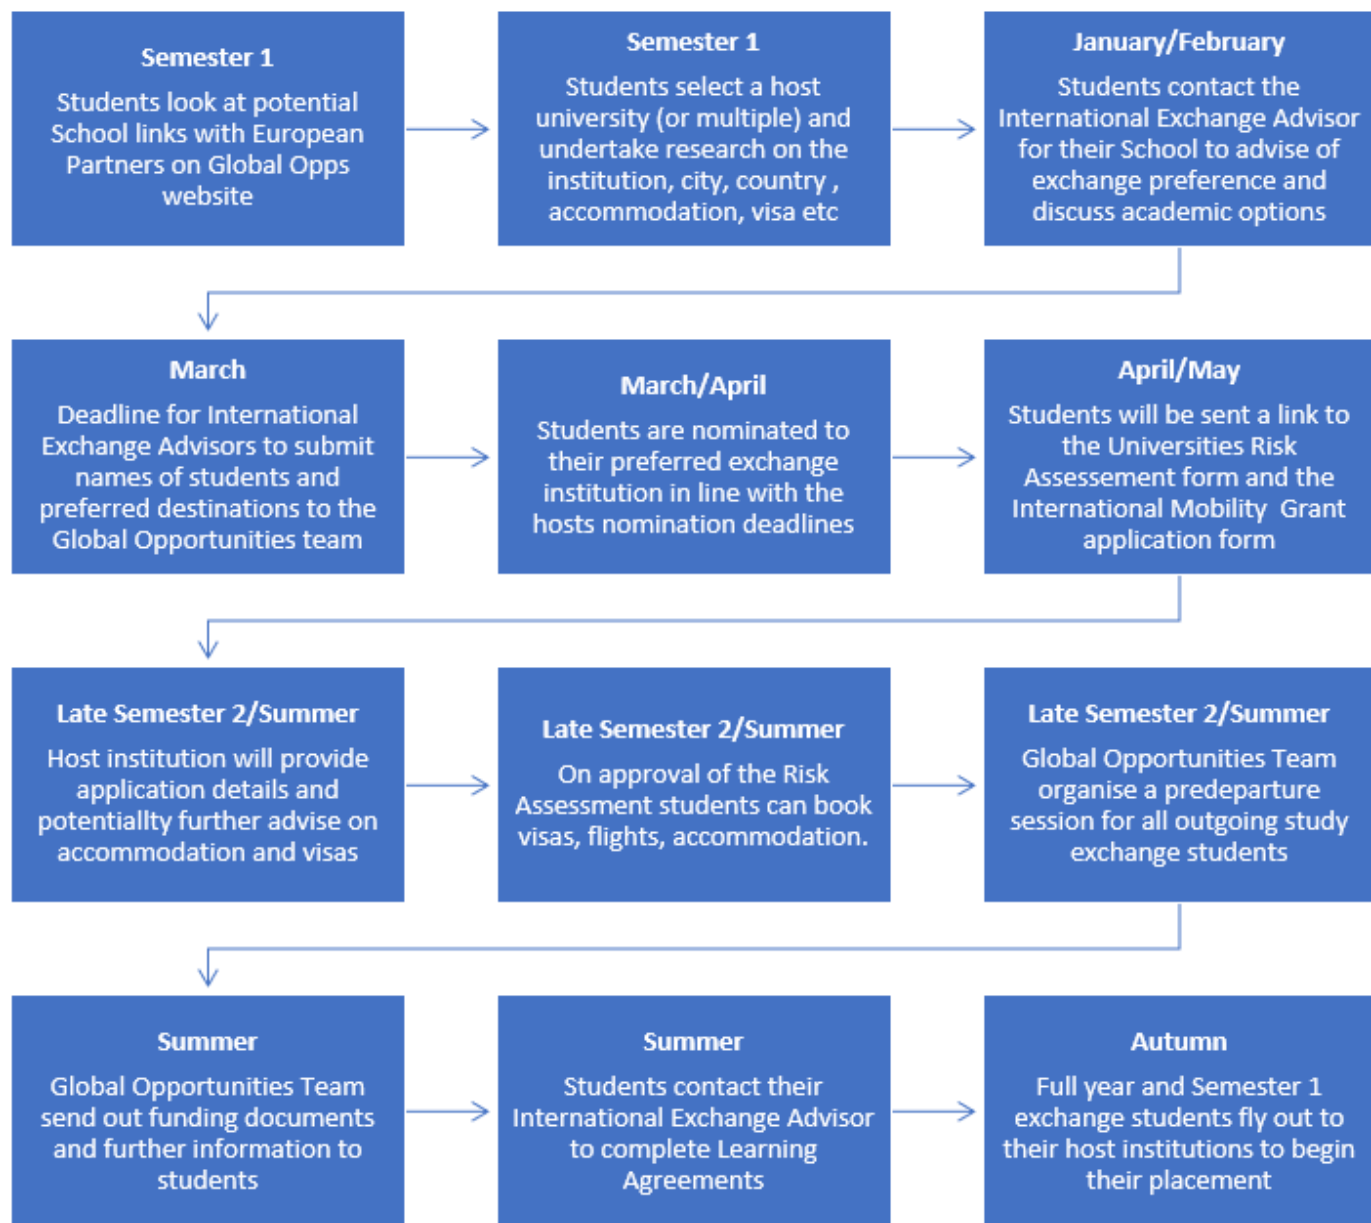 Semester 1
Students look at potential
School links with European
Partners on Global Opps
website
Semester 1
Students select a host
university (or multiple) and
undertake research on the
institution, city, country ,
accommodation, visa etc
January/February
Students contact the
International Exchange Advisor
for their School to advise of
exchange preference and
discuss academic options
March
Deadline for International
Exchange Advisors to submit
names of students and
preferred destinations to the
Global Opportunities team
March/April
Students are nominated to
their preferred exchange
institution in line with the
hosts nomination deadlines
April/May
Students will be sent a link to
the Universities Risk
Assessement form and the
International Mobility  Grant
application form
Late Semester 2/Summer
Host institution will provide
application details and
potentiallty further advise on
accommodation and visas
Late Semester 2/Summer
On approval of the Risk
Assessment students can book
visas, flights, accommodation.
Late Semester 2/Summer
Global Opportunities Team
organise a predeparture
session for all outgoing study
exchange students
Summer
Global Opportunities Team
send out funding documents
and further information to
students
Summer
Students contact their
International Exchange Advisor
to complete Learning
Agreements
Autumn
Full year and Semester 1
exchange students fly out to
their host institutions to begin
their placement